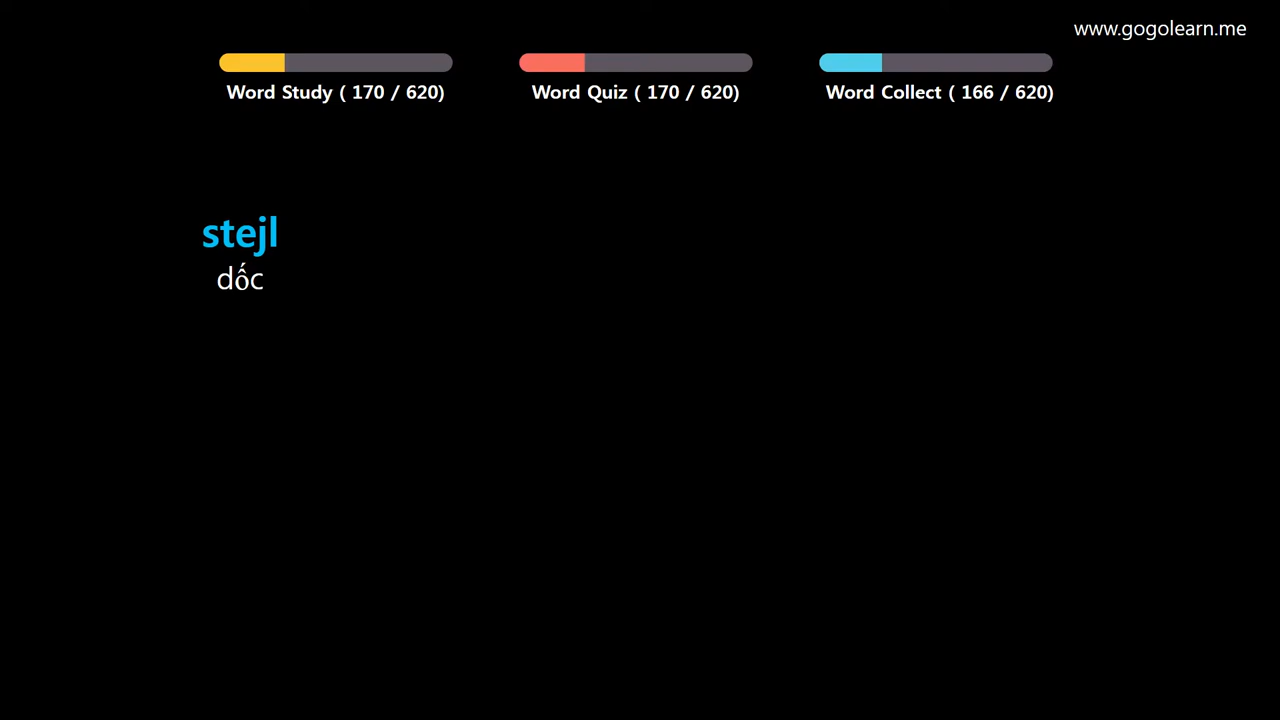 www.gogolearn.me
Word Study ( 170 / 620)
Word Quiz ( 170 / 620)
Word Collect ( 166 / 620)
stejl
dốc